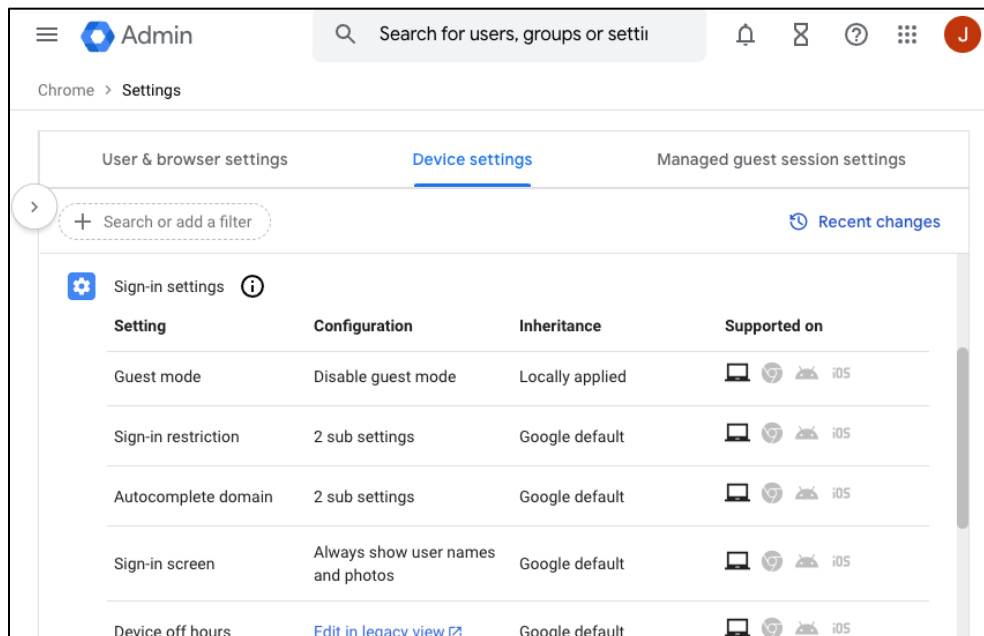 Admin
Search for users, groups or settii
J
Chrome > Settings
User & browser settings
Device settings
Managed guest session settings
Search or add a filter
Recent changes
Sign-in settings
Setting Configuration Inheritance Supported on
Guest mode Disable guest mode Locally applied iOS
Sign-in restriction 2 sub settings Google default iOS
Autocomplete domain 2 sub settings Google default iOS
Sign-in screen Always show user names
and photos Google default iOS
Device off hours Edit in legacy view Google default iOS